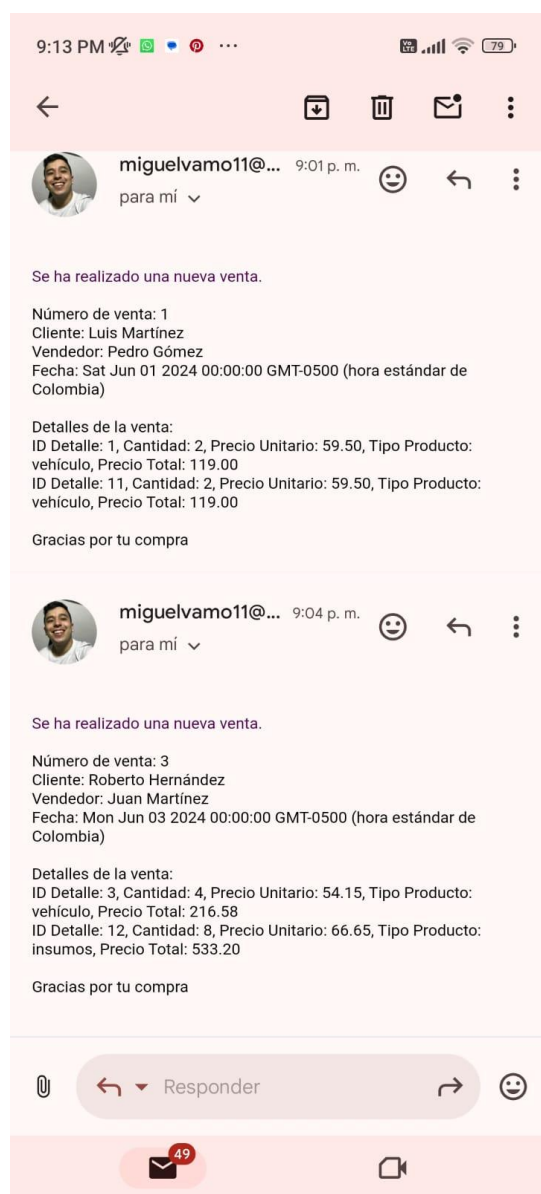 9:13 PM
79
miguelvamo11@... 9:01 p. m.
para mí
Se ha realizado una nueva venta.
Número de venta: 1
Cliente: Luis Martínez
Vendedor: Pedro Gómez
Fecha: Sat Jun 01 2024 00:00:00 GMT-0500 (hora estándar de
Colombia)
Detalles de la venta:
ID Detalle: 1, Cantidad: 2, Precio Unitario: 59.50, Tipo Producto:
vehículo, Precio Total: 119.00
ID Detalle: 11, Cantidad: 2, Precio Unitario: 59.50, Tipo Producto:
vehículo, Precio Total: 119.00
Gracias por tu compra
miguelvamo11@... 9:04 p. m.
para mí
Se ha realizado una nueva venta.
Número de venta: 3
Cliente: Roberto Hernández
Vendedor: Juan Martínez
Fecha: Mon Jun 03 2024 00:00:00 GMT-0500 (hora estándar de
Colombia)
Detalles de la venta:
ID Detalle: 3, Cantidad: 4, Precio Unitario: 54.15, Tipo Producto:
vehículo, Precio Total: 216.58
ID Detalle: 12, Cantidad: 8, Precio Unitario: 66.65, Tipo Producto:
insumos, Precio Total: 533.20
Gracias por tu compra
Responder
49